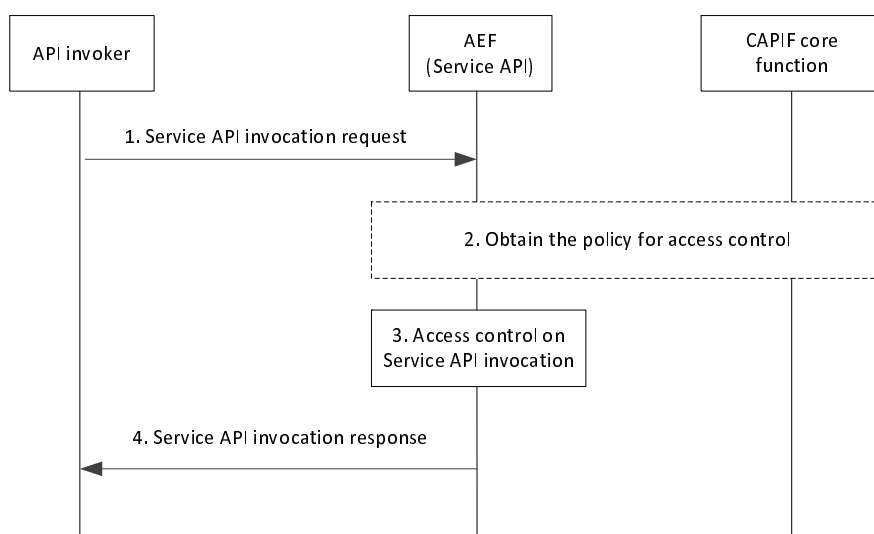 API invoker
AEF
(Service API)
CAPIF core
function
1. Service API invocation request
2. Obtain the policy for access control
3. Access control on
Service API invocation
4. Service API invocation response